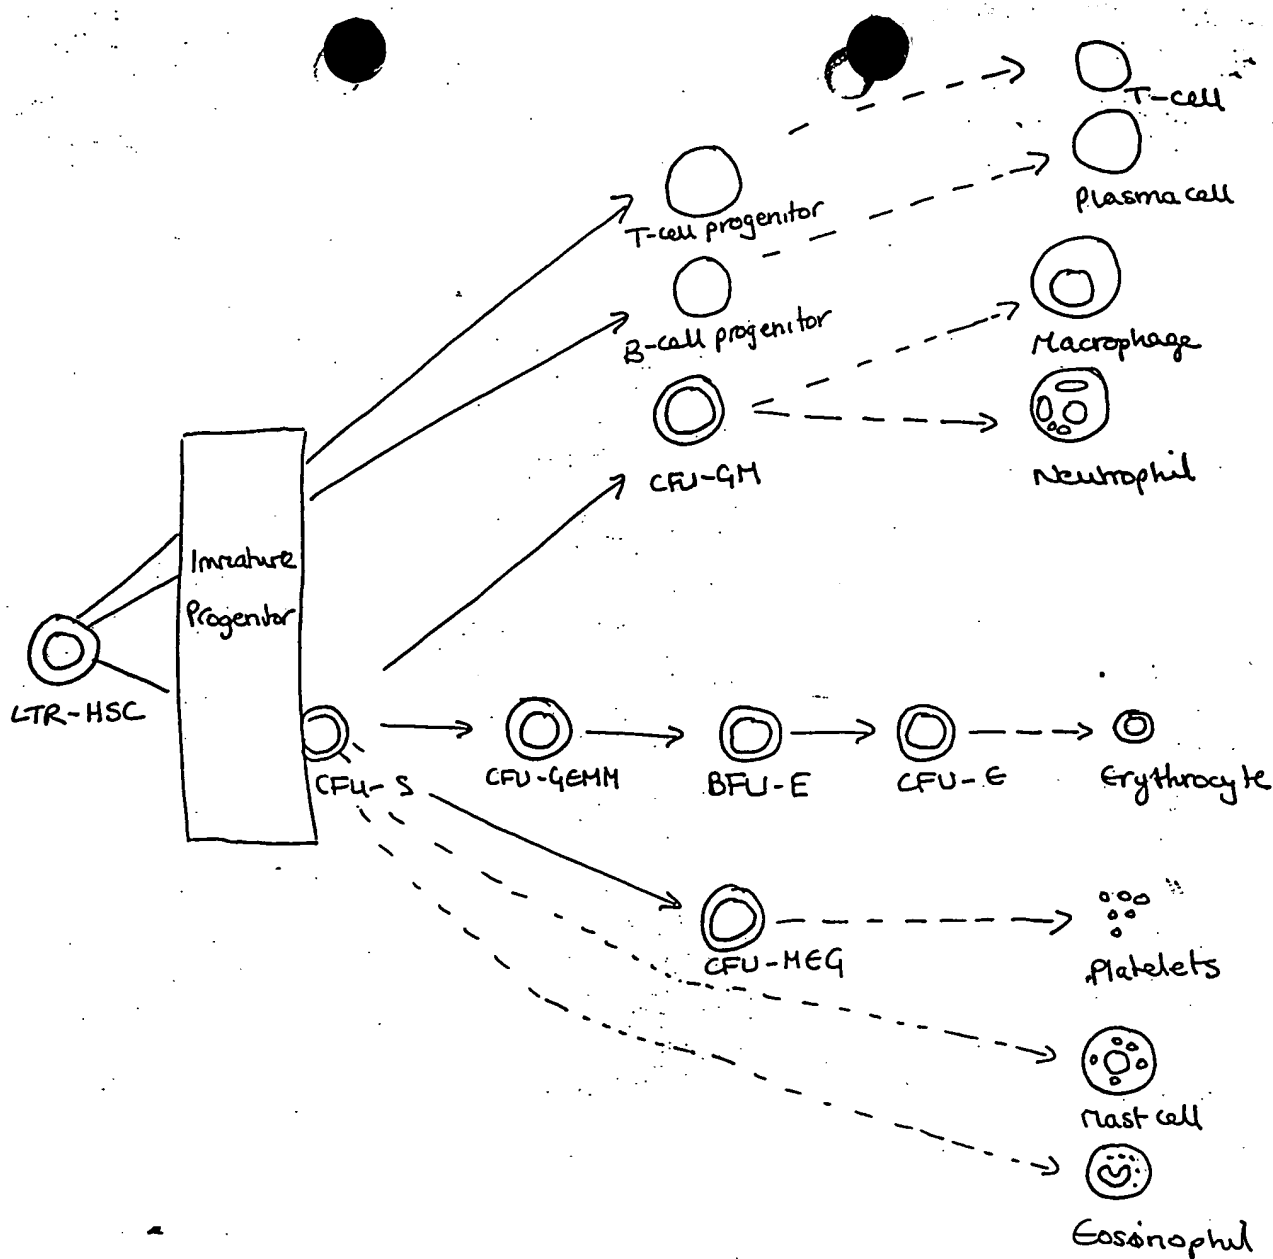 T-cell
Plasma cell
T-cell progenitor
B-cell progenitor
Macrophage
CFU-GM
Neutrophil
Immature
Progenitor
LTR-HSC
CFU-S
CFU-GEMM
BFU-E
CFU-E
Erythrocyte
CFU-MEG
Platelets
Mast cell
Eosinophil